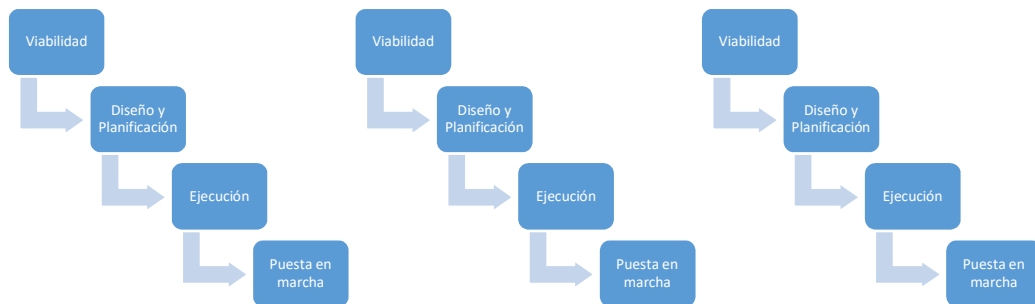 Viabilidad
Diseño y
Planificación
Ejecución
Puesta en
marcha
Viabilidad
Diseño y
Planificación
Ejecución
Puesta en
marcha
Viabilidad
Diseño y
Planificación
Ejecución
Puesta en
marcha